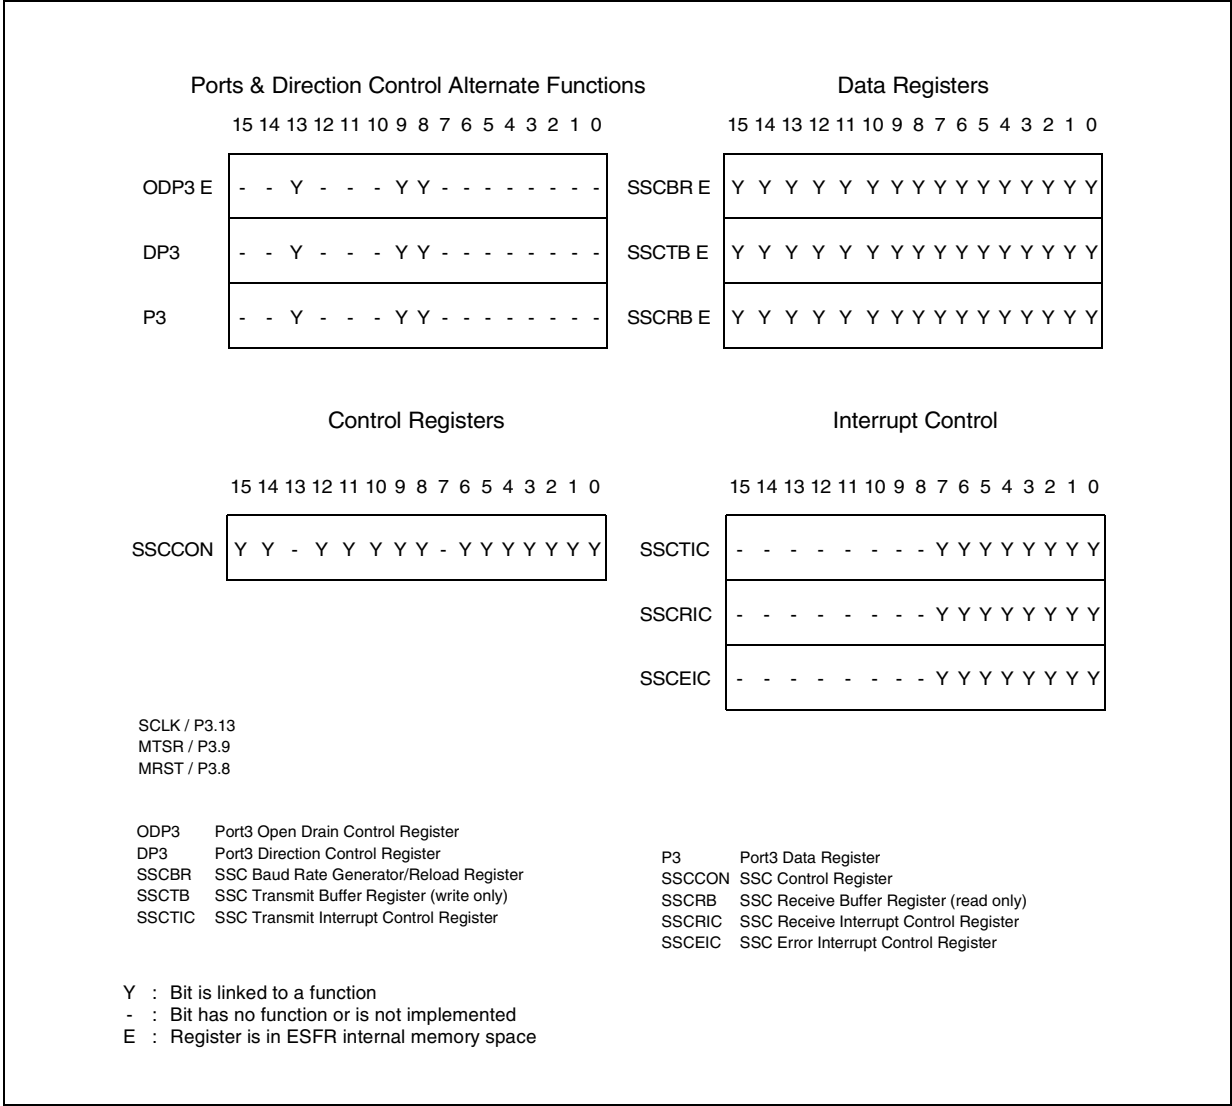 Ports & Direction Control Alternate Functions
15 14 13 12 11 10 9 8 7 6 5 4 3 2 1 0
ODP3 E - - Y - - - Y Y - - - - - - - -
DP3 - - Y - - - Y Y - - - - - - - -
P3 - - Y - - - Y Y - - - - - - - -
Data Registers
15 14 13 12 11 10 9 8 7 6 5 4 3 2 1 0
SSCBR E Y Y Y Y Y Y Y Y Y Y Y Y Y Y Y Y
SSCTB E Y Y Y Y Y Y Y Y Y Y Y Y Y Y Y Y
SSCRB E Y Y Y Y Y Y Y Y Y Y Y Y Y Y Y Y
Control Registers
15 14 13 12 11 10 9 8 7 6 5 4 3 2 1 0
SSCCON Y Y - Y Y Y Y Y - Y Y Y Y Y Y Y
Interrupt Control
15 14 13 12 11 10 9 8 7 6 5 4 3 2 1 0
SSCTIC - - - - - - - - Y Y Y Y Y Y Y Y
SSCRIC - - - - - - - - Y Y Y Y Y Y Y Y
SSCEIC - - - - - - - - Y Y Y Y Y Y Y Y
SCLK / P3.13
MTSR / P3.9
MRST / P3.8
ODP3 Port3 Open Drain Control Register
DP3 Port3 Direction Control Register
SSCBR SSC Baud Rate Generator/Reload Register
SSCTB SSC Transmit Buffer Register (write only)
SSCTIC SSC Transmit Interrupt Control Register
P3 Port3 Data Register
SSCCON SSC Control Register
SSCRB SSC Receive Buffer Register (read only)
SSCRIC SSC Receive Interrupt Control Register
SSCEIC SSC Error Interrupt Control Register
Y : Bit is linked to a function
- : Bit has no function or is not implemented
E : Register is in ESFR internal memory space